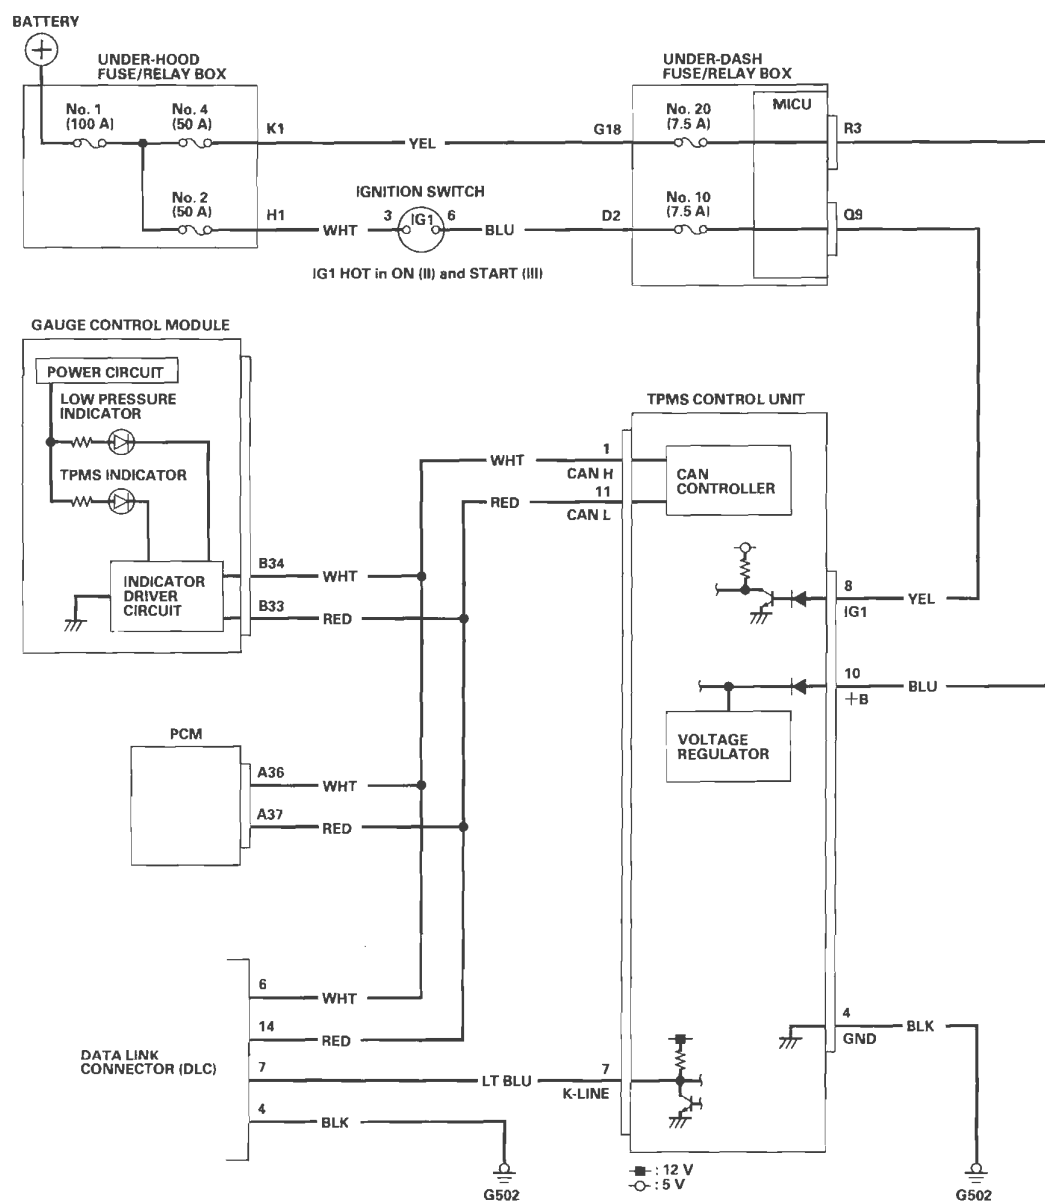 BATTERY
UNDER-HOOD
FUSE/RELAY BOX
No. 1
(100 A)
No. 4
(50 A)
K1
YEL
G18
UNDER-DASH
FUSE/RELAY BOX
No. 20
(7.5 A)
MICU
R3
No. 2
(50 A)
H1
WHT
IGNITION SWITCH
3
IG1
6
BLU
D2
No. 10
(7.5 A)
Q9
IG1 HOT in ON (II) and START (III)
GAUGE CONTROL MODULE
POWER CIRCUIT
LOW PRESSURE
INDICATOR
TPMS INDICATOR
INDICATOR
DRIVER
CIRCUIT
B34
WHT
B33
RED
TPMS CONTROL UNIT
WHT
1
CAN H
RED
11
CAN L
CAN
CONTROLLER
8
IG1
YEL
10
+B
BLU
VOLTAGE
REGULATOR
PCM
A36
WHT
A37
RED
DATA LINK
CONNECTOR (DLC)
6
WHT
14
RED
7
LT BLU
7
K-LINE
4
BLK
G502
4
GND
BLK
G502
: 12 V
: 5 V